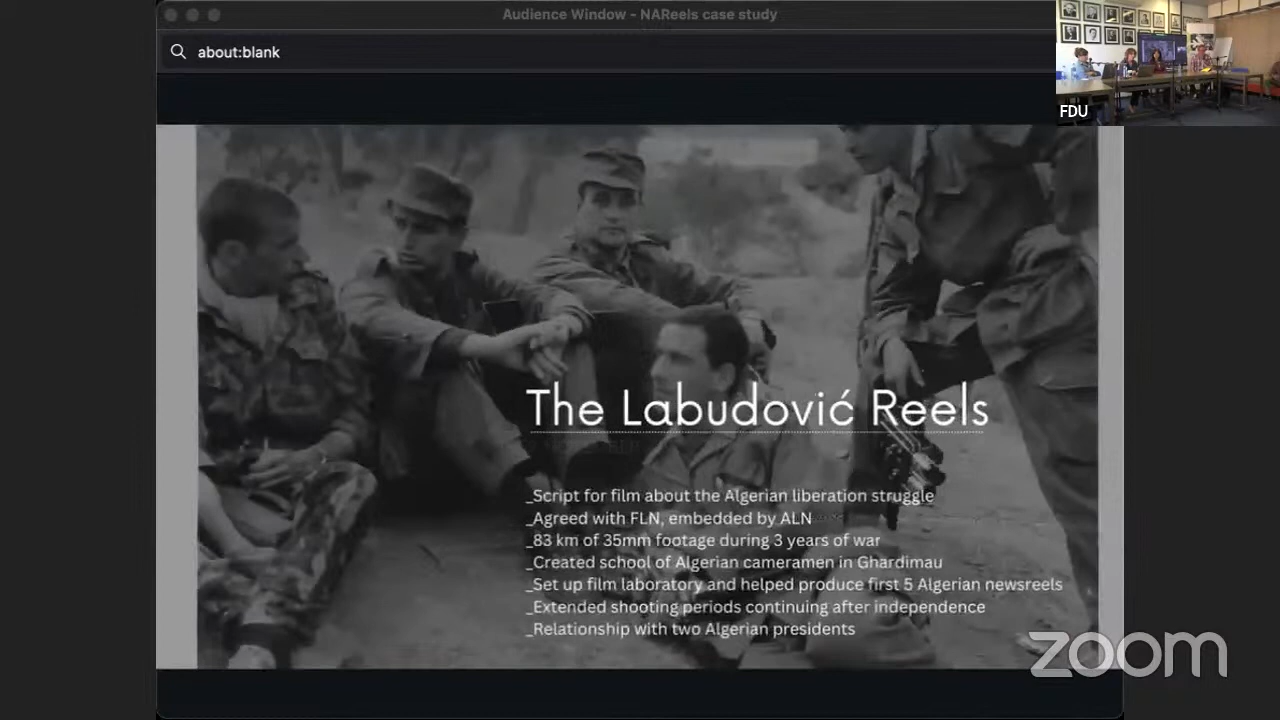 Audience Window - NAReels case study
about:blank
FDU
The Labudović Reels
_Script for film about the Algerian liberation struggle
_Agreed with FLN, embedded by ALN
_83 km of 35mm footage during 3 years of war
_Created school of Algerian cameramen in Ghardimau
_Set up film laboratory and helped produce first 5 Algerian newsreels
_Extended shooting periods continuing after independence
_Relationship with two Algerian presidents
zoom